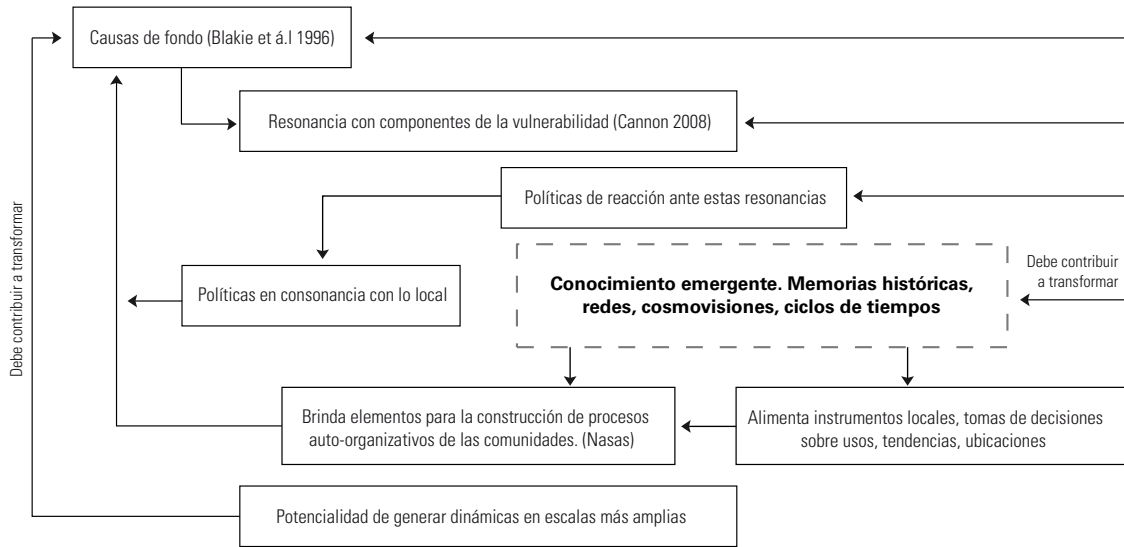 Causas de fondo (Blakie et á.l 1996)
Resonancia con componentes de la vulnerabilidad (Cannon 2008)
Políticas de reacción ante estas resonancias
Conocimiento emergente. Memorias históricas,
redes, cosmovisiones, ciclos de tiempos
Debe contribuir
a transformar
Políticas en consonancia con lo local
Debe contribuir a transformar
Brinda elementos para la construcción de procesos
auto-organizativos de las comunidades. (Nasas)
Alimenta instrumentos locales, tomas de decisiones
sobre usos, tendencias, ubicaciones
Potencialidad de generar dinámicas en escalas más amplias